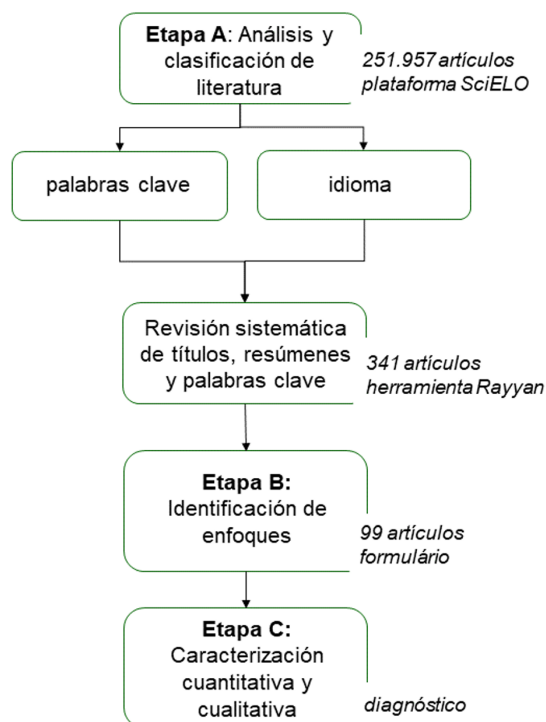 Etapa A: Análisis y
clasificación de
literatura
251.957 artículos
plataforma SciELO
palabras clave
idioma
Revisión sistemática
de títulos, resúmenes
y palabras clave
341 artículos
herramienta Rayyan
Etapa B:
Identificación de
enfoques
99 artículos
formulário
Etapa C:
Caracterización
cuantitativa y
cualitativa
diagnóstico